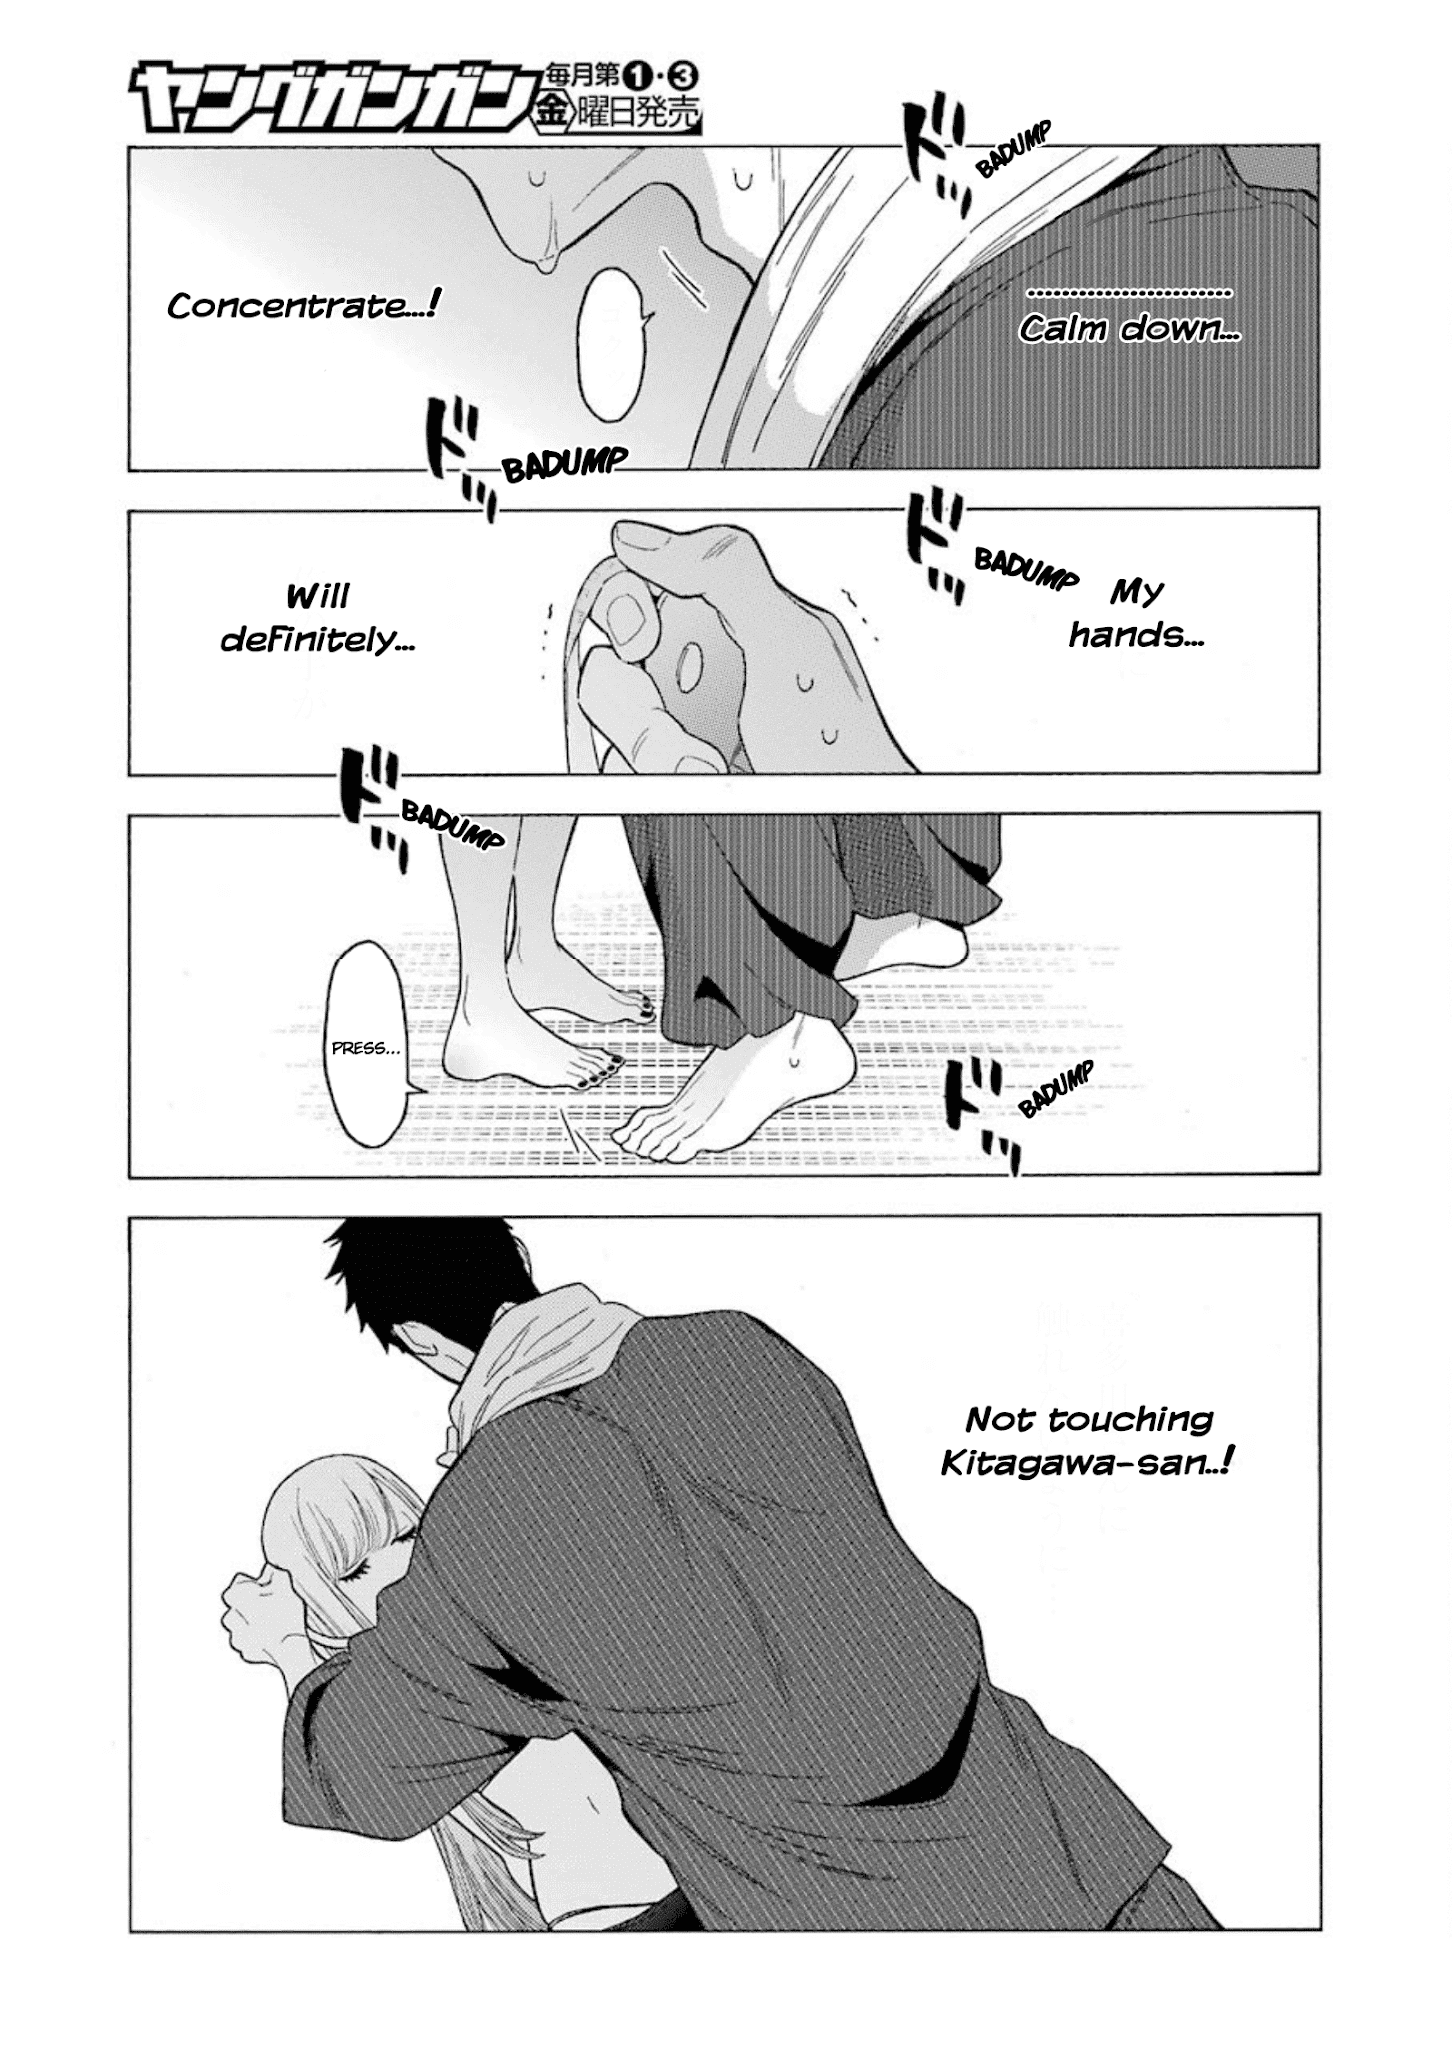 ヤングガンガン
毎月第❶・❸
金曜日発売
ドッ
BADUMP
..........................
Calm down...
Concentrate...!
ドッ
BADUMP
ドッ
BADUMP
My
hands...
Will
definitely...
ドッ
BADUMP
PRESS...
ドッ
BADUMP
Not touching
Kitagawa-san..!